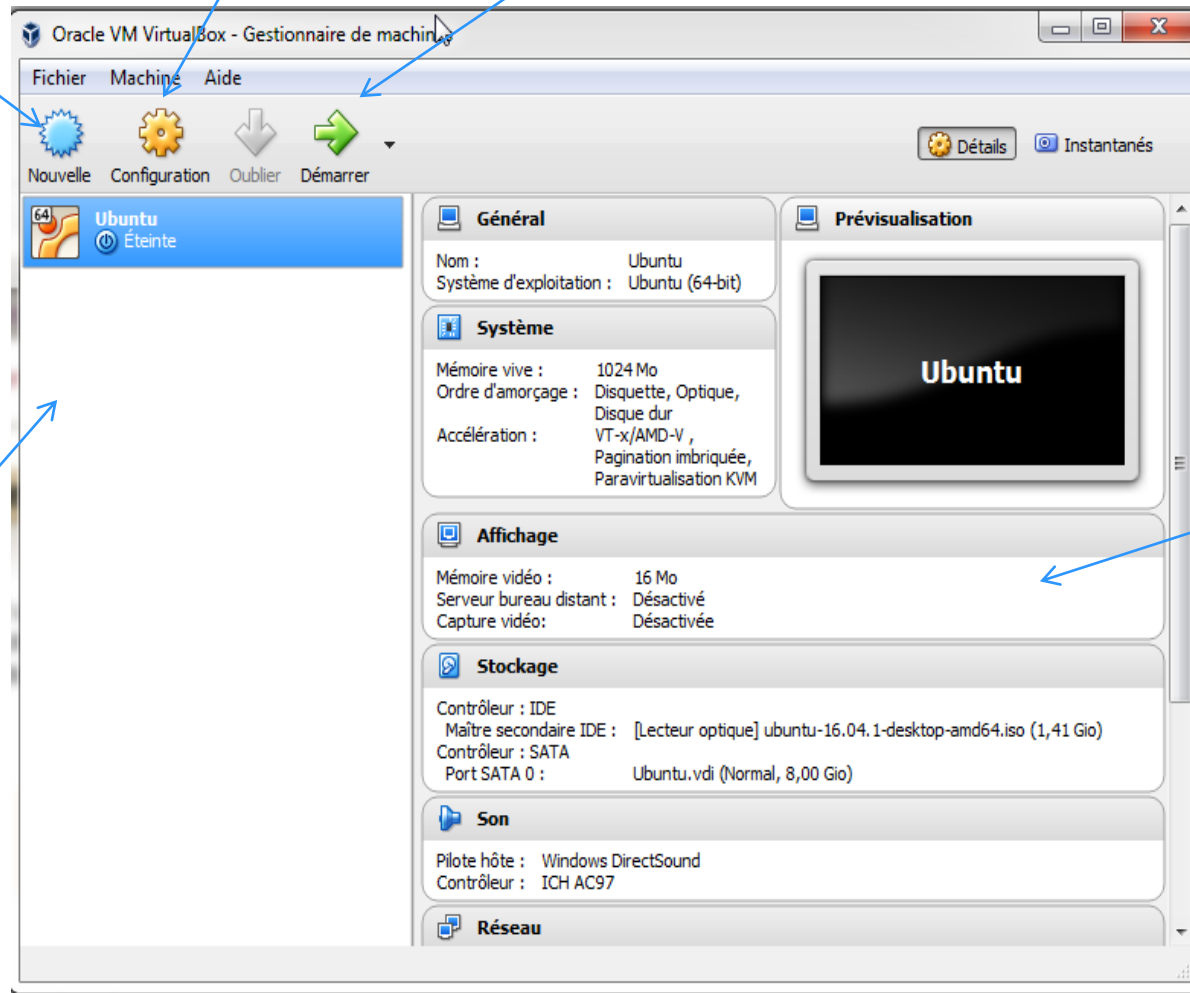 Oracle VM VirtualBox - Gestionnaire de machines
Fichier Machine Aide
Nouvelle Configuration Oublier Démarrer
Détails Instantanés
64
Ubuntu
Éteinte
Général
Nom : Ubuntu
Système d'exploitation : Ubuntu (64-bit)
Système
Mémoire vive : 1024 Mo
Ordre d'amorçage : Disquette, Optique,
Disque dur
Accélération : VT-x/AMD-V ,
Pagination imbriquée,
Paravirtualisation KVM
Prévisualisation
Ubuntu
Affichage
Mémoire vidéo : 16 Mo
Serveur bureau distant : Désactivé
Capture vidéo: Désactivée
Stockage
Contrôleur : IDE
Maître secondaire IDE : [Lecteur optique] ubuntu-16.04.1-desktop-amd64.iso (1,41 Gio)
Contrôleur : SATA
Port SATA 0 : Ubuntu.vdi (Normal, 8,00 Gio)
Son
Pilote hôte : Windows DirectSound
Contrôleur : ICH AC97
Réseau